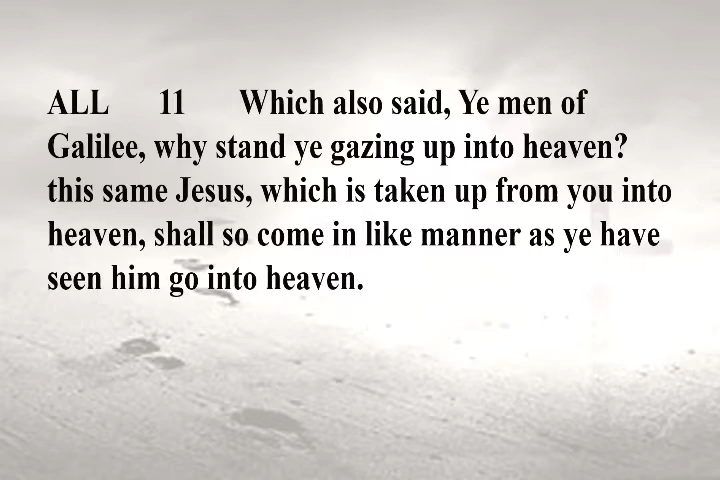 ALL 11 Which also said, Ye men of
Galilee, why stand ye gazing up into heaven?
this same Jesus, which is taken up from you into
heaven, shall so come in like manner as ye have
seen him go into heaven.